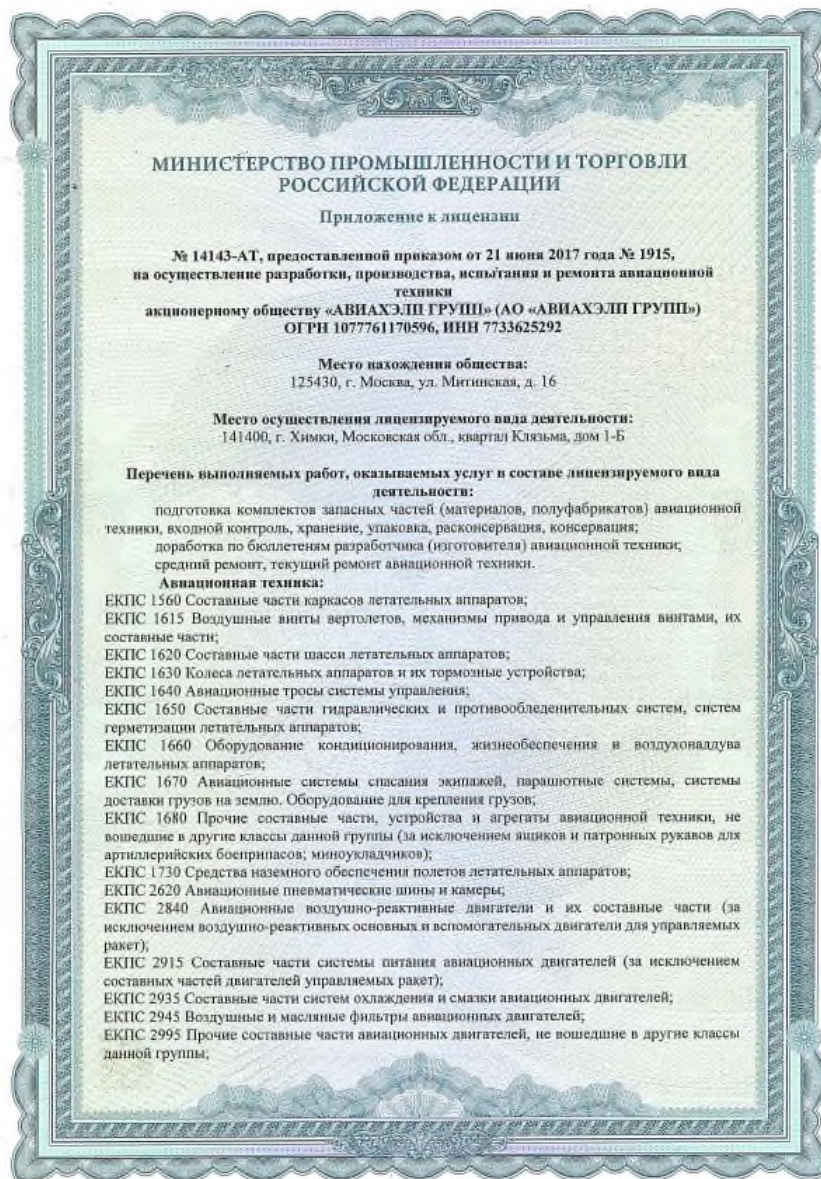 МИНИСТЕРСТВО ПРОМЫШЛЕННОСТИ И ТОРГОВЛИ
РОССИЙСКОЙ ФЕДЕРАЦИИ
Приложение к лицензии
№ 14143-АТ, предоставленной приказом от 21 июня 2017 года № 1915,
на осуществление разработки, производства, испытания и ремонта авиационной
техники
акционерному обществу «АВИАХЭЛП ГРУПП» (АО «АВИАХЭЛП ГРУПП»)
ОГРН 1077761170596, ИНН 7733625292
Место нахождения общества:
125430, г. Москва, ул. Митинская, д. 16
Место осуществления лицензируемого вида деятельности:
141400, г. Химки, Московская обл., квартал Клязьма, дом 1-Б
Перечень выполняемых работ, оказываемых услуг в составе лицензируемого вида
деятельности:
подготовка комплектов запасных частей (материалов, полуфабрикатов) авиационной
техники, входной контроль, хранение, упаковка, расконсервация, консервация;
доработка по бюллетеням разработчика (изготовителя) авиационной техники;
средний ремонт, текущий ремонт авиационной техники.
Авиационная техника:
ЕКПС 1560 Составные части каркасов летательных аппаратов;
ЕКПС 1615 Воздушные винты вертолетов, механизмы привода и управления винтами, их
составные части;
ЕКПС 1620 Составные части шасси летательных аппаратов;
ЕКПС 1630 Колеса летательных аппаратов и их тормозные устройства;
ЕКПС 1640 Авиационные тросы системы управления;
ЕКПС 1650 Составные части гидравлических и противообледенительных систем, систем
герметизации летательных аппаратов;
ЕКПС 1660 Оборудование кондиционирования, жизнеобеспечения и воздухонаддува
летательных аппаратов;
ЕКПС 1670 Авиационные системы спасания экипажей, парашютные системы, системы
доставки грузов на землю. Оборудование для крепления грузов;
ЕКПС 1680 Прочие составные части, устройства и агрегаты авиационной техники, не
вошедшие в другие классы данной группы (за исключением ящиков и патронных рукавов для
артиллерийских боеприпасов; миноукладчиков);
ЕКПС 1730 Средства наземного обеспечения полетов летательных аппаратов;
ЕКПС 2620 Авиационные пневматические шины и камеры;
ЕКПС 2840 Авиационные воздушно-реактивные двигатели и их составные части (за
исключением воздушно-реактивных основных и вспомогательных двигатели для управляемых
ракет);
ЕКПС 2915 Составные части системы питания авиационных двигателей (за исключением
составных частей двигателей управляемых ракет);
ЕКПС 2935 Составные части систем охлаждения и смазки авиационных двигателей;
ЕКПС 2945 Воздушные и масляные фильтры авиационных двигателей;
ЕКПС 2995 Прочие составные части авиационных двигателей, не вошедшие в другие классы
данной группы;